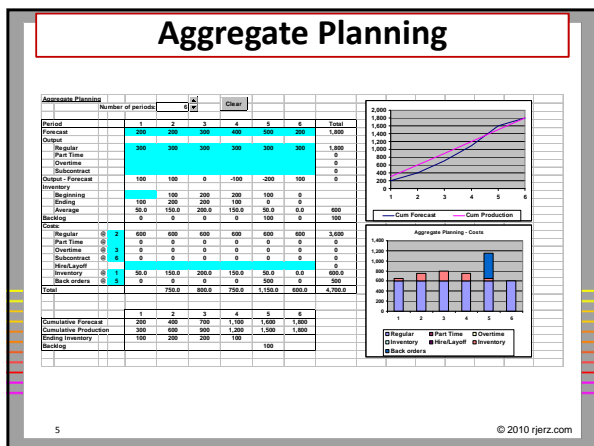 Aggregate Planning
Aggregate Planning
Number of periods: 6 Clear
Period 1 2 3 4 5 6 Total
Forecast 200 200 300 400 500 200 1,800
Output
Regular 300 300 300 300 300 300 1,800
Part Time 0
Overtime 0
Subcontract 0
Output - Forecast 100 100 0 -100 -200 100 0
Inventory
Beginning 100 200 200 100 0
Ending 100 200 200 100 0 0
Average 50.0 150.0 200.0 150.0 50.0 0.0 600
Backlog 0 0 0 0 100 0 100
Costs:
Regular @ 2 600 600 600 600 600 600 3,600
Part Time @ 0 0 0 0 0 0 0
Overtime @ 3 0 0 0 0 0 0 0
Subcontract @ 6 0 0 0 0 0 0 0
Hire/Layoff 0
Inventory @ 1 50.0 150.0 200.0 150.0 50.0 0.0 600.0
Back orders @ 5 0 0 0 0 500 0 500
Total 750.0 800.0 750.0 1,150.0 600.0 4,700.0
1 2 3 4 5 6
Cumulative Forecast 200 400 700 1,100 1,600 1,800
Cumulative Production 300 600 900 1,200 1,500 1,800
Ending Inventory 100 200 200 100
Backlog 100
2,000
1,800
1,600
1,400
1,200
1,000
800
600
400
200
0
1 2 3 4 5 6
Cum Forecast Cum Production
Aggregate Planning - Costs
1,400
1,200
1,000
800
600
400
200
0
1 2 3 4 5 6
Regular Part Time Overtime
Inventory Hire/Layoff Inventory
Back orders
5 © 2010 rjerz.com